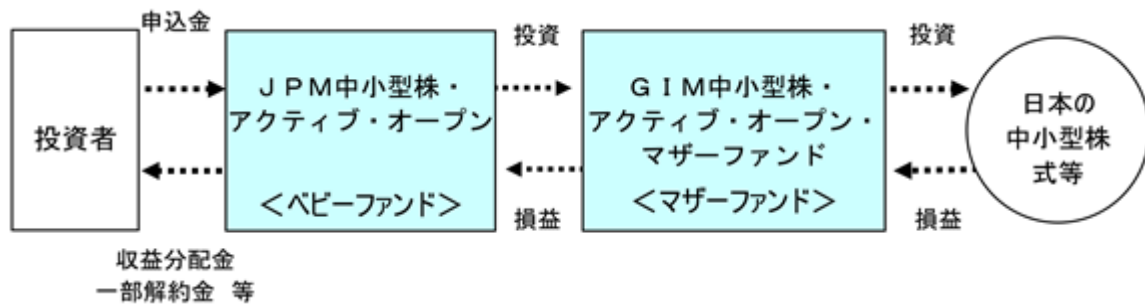 申込金
投資者
収益分配金
一部解約金 等
ＪＰＭ中小型株・
アクティブ・オープン
＜ベビーファンド＞
投資
損益
ＧＩＭ中小型株・
アクティブ・オープン・
マザーファンド
＜マザーファンド＞
投資
損益
日本の
中小型株
式等